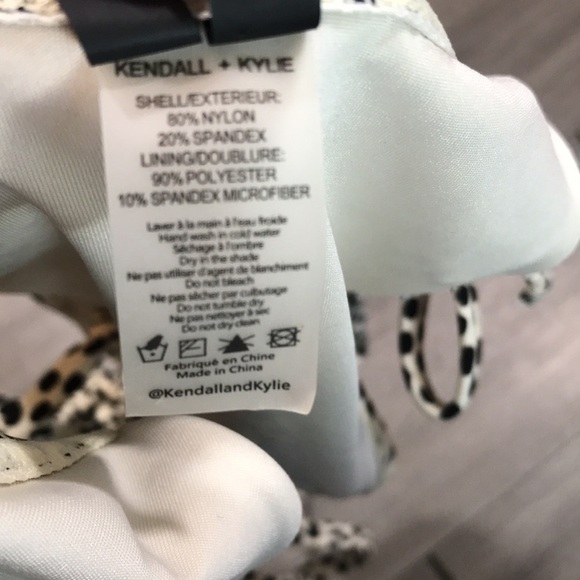 KENDALL + KYLIE
SHELL/EXTERIEUR:
80% NYLON
20% SPANDEX
LINING/DOUBLURE:
90% POLYESTER
10% SPANDEX MICROFIBER
Laver à la main à l'eau froide
Hand wash in cold water
Séchage à l'ombre
Dry in the shade
Ne pas utiliser d'agent de blanchiment
Do not bleach
Ne pas sécher par culbutage
Do not tumble dry
Ne pas nettoyer à sec
Do not dry clean
Fabriqué en Chine
Made in China
@KendallandKylie